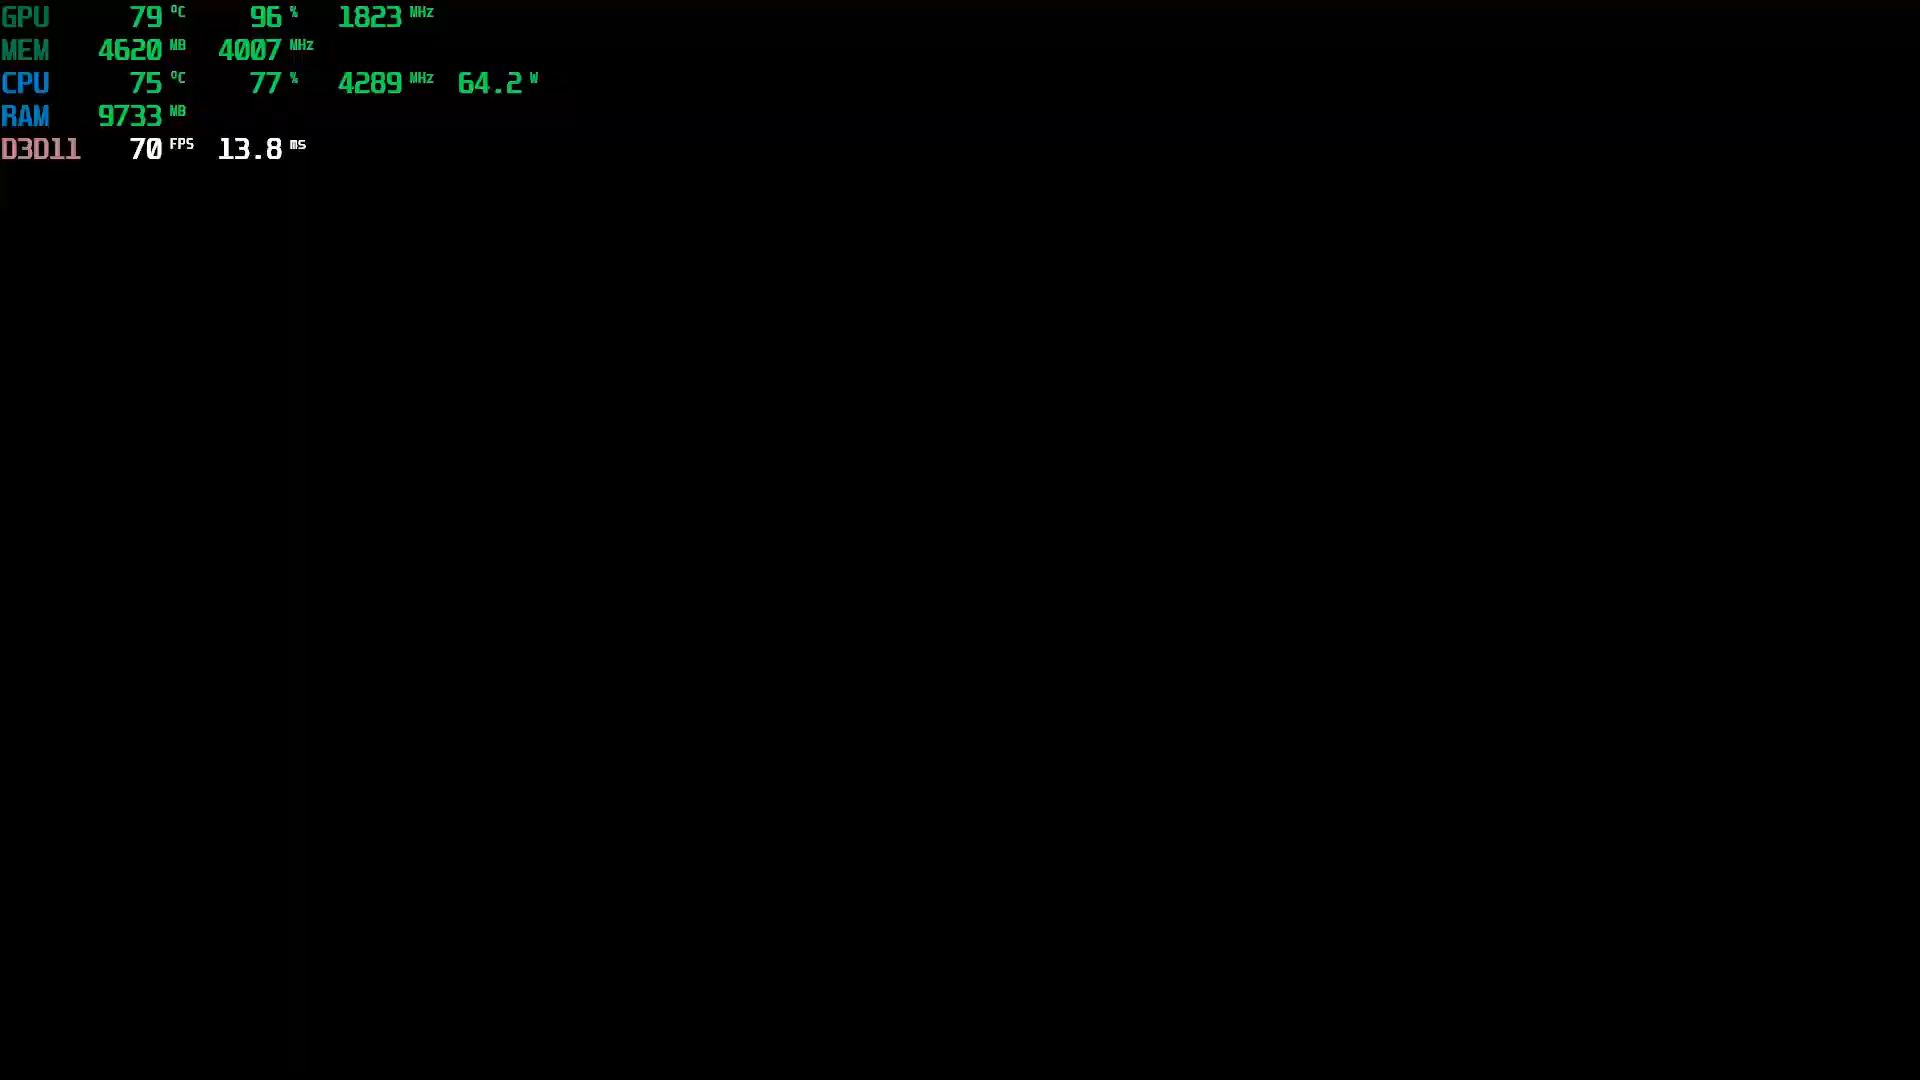 GPU 79 °C 96 % 1823 MHz
MEM 4620 MB 4007 MHz
CPU 75 °C 77 % 4289 MHz 64.2 W
RAM 9733 MB
D3D11 70 FPS 13.8 ms